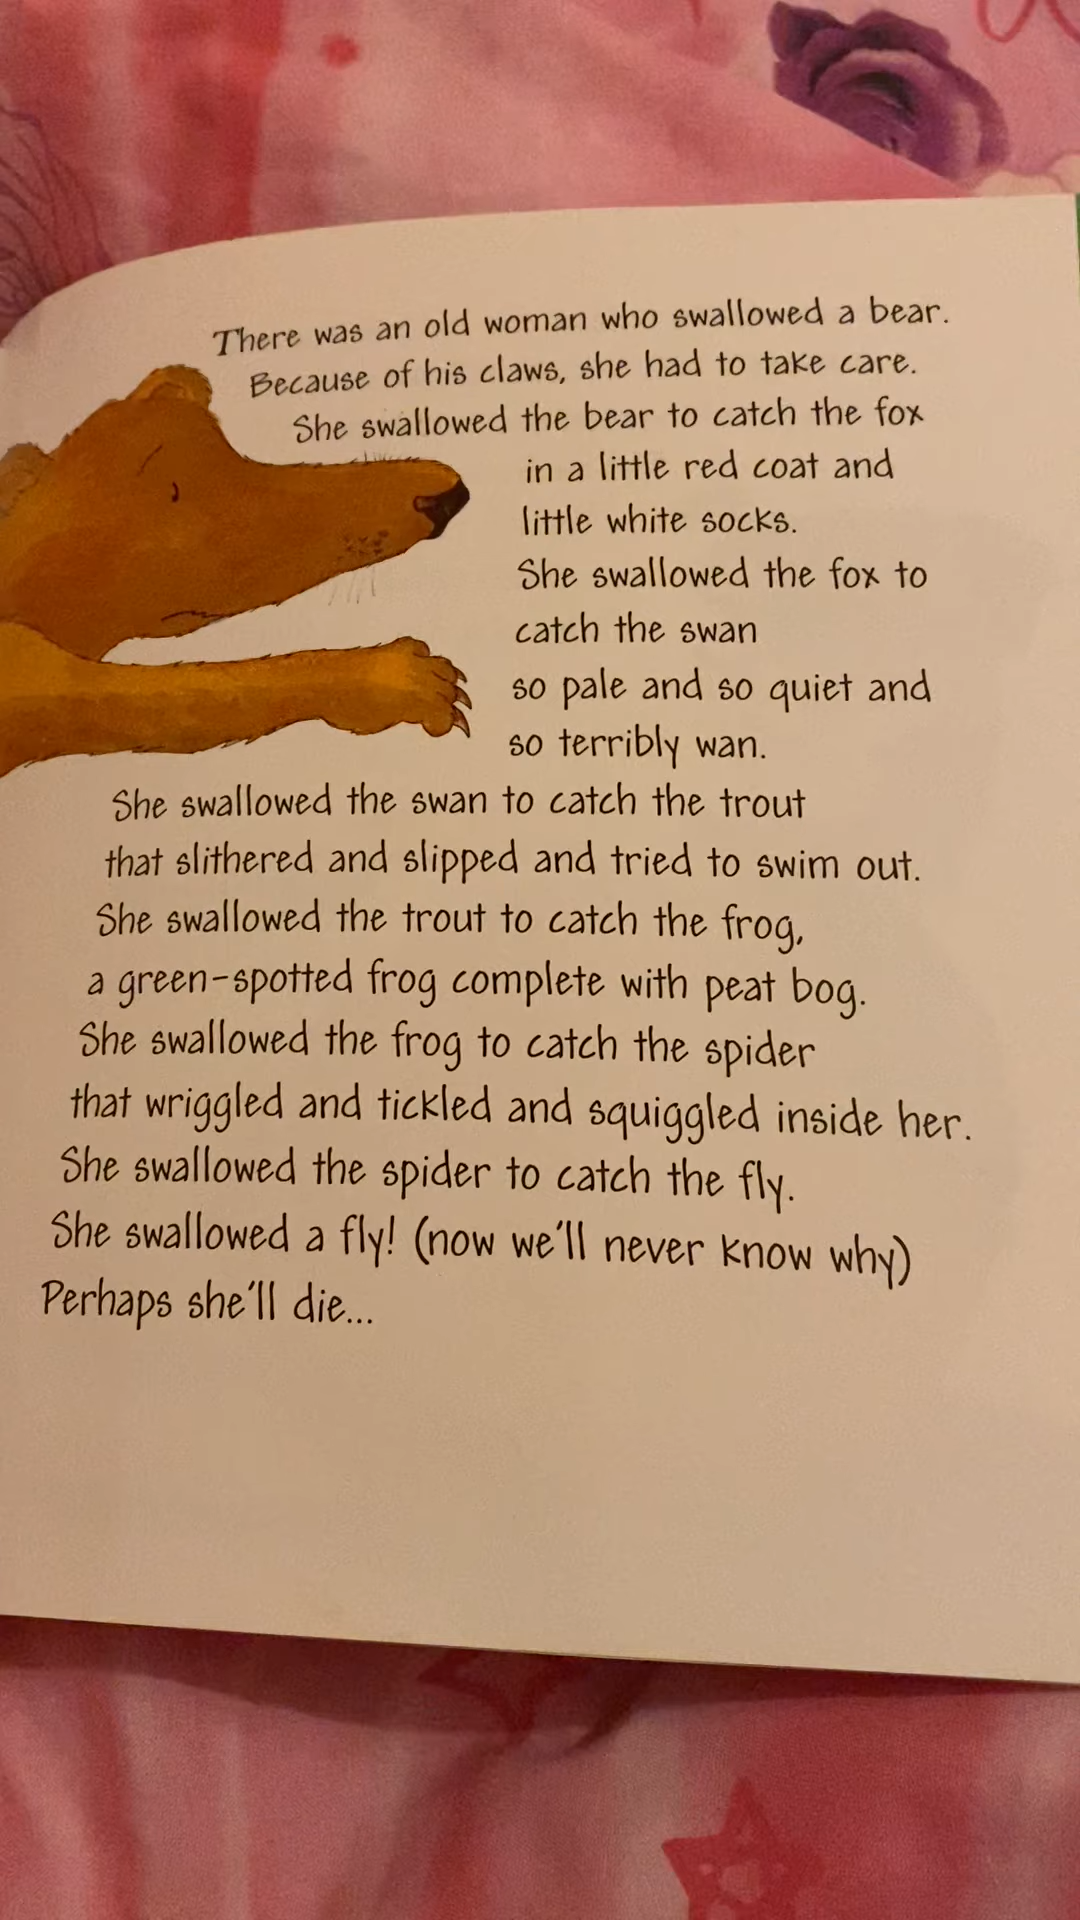 There was an old woman who swallowed a bear.
Because of his claws, she had to take care.
She swallowed the bear to catch the fox
in a little red coat and
little white socks.
She swallowed the fox to
catch the swan
so pale and so quiet and
so terribly wan.
She swallowed the swan to catch the trout
that slithered and slipped and tried to swim out.
She swallowed the trout to catch the frog,
a green-spotted frog complete with peat bog.
She swallowed the frog to catch the spider
that wriggled and tickled and squiggled inside her.
She swallowed the spider to catch the fly.
She swallowed a fly! (now we'll never know why)
Perhaps she'll die...